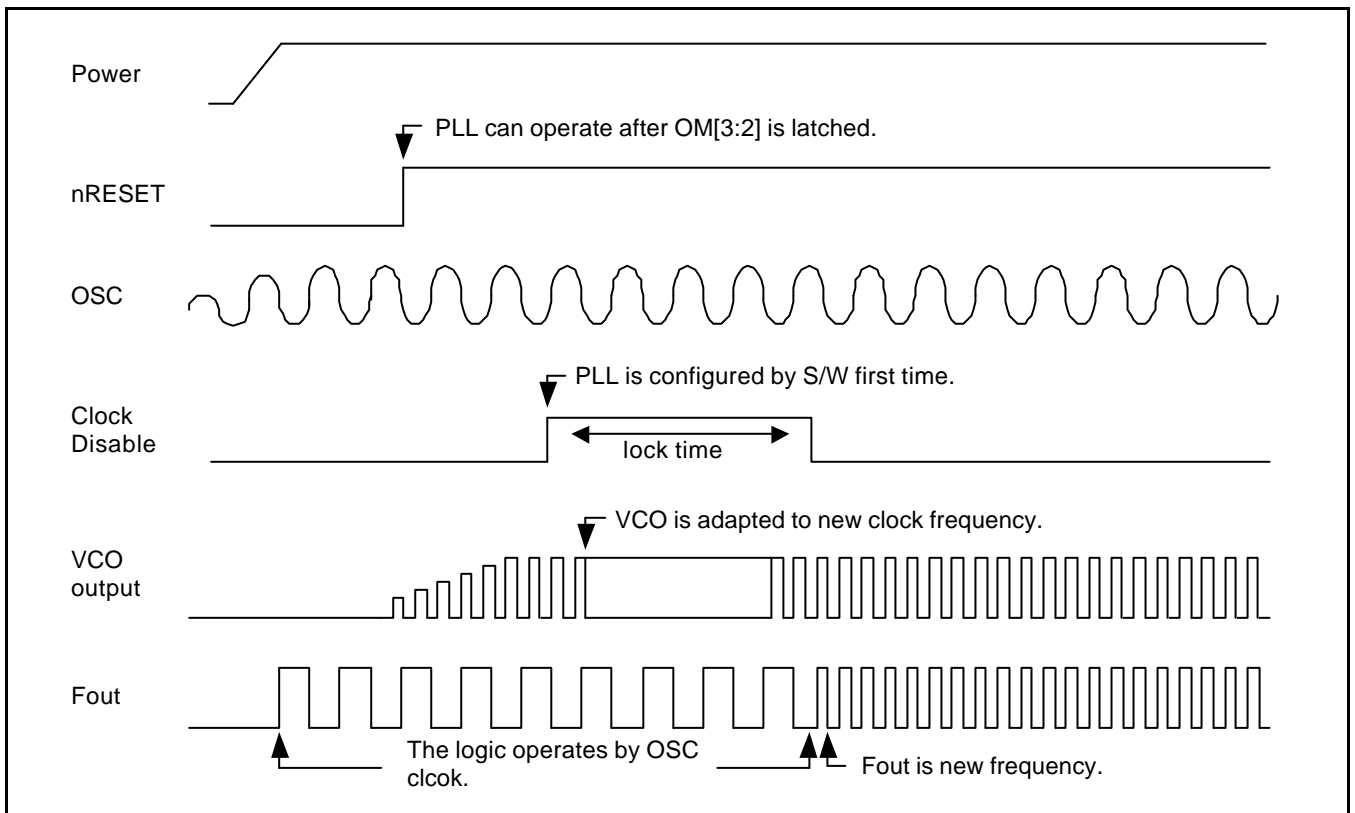 Power
PLL can operate after OM[3:2] is latched.
nRESET
OSC
PLL is configured by S/W first time.
Clock
Disable
lock time
VCO is adapted to new clock frequency.
VCO
output
Fout
The logic operates by OSC
clcok.
Fout is new frequency.